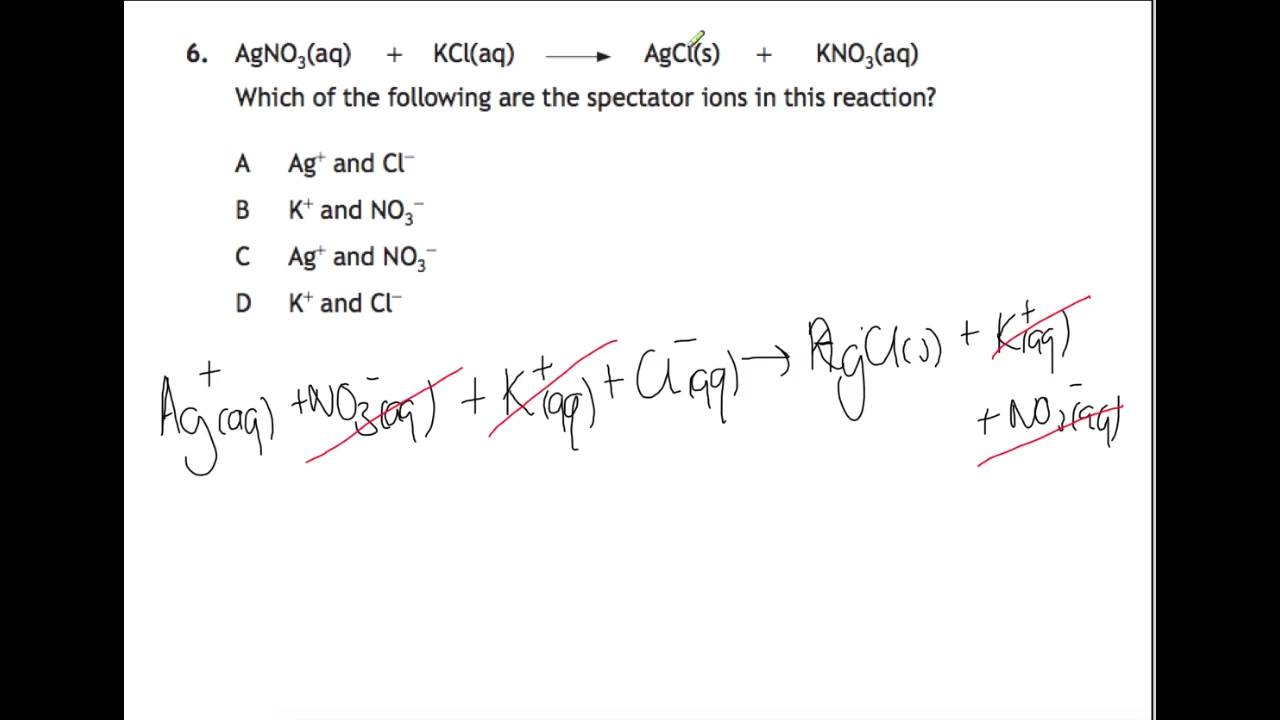 6. AgNO₃(aq) + KCl(aq) ⟶ AgCl(s) + KNO₃(aq)
Which of the following are the spectator ions in this reaction?
A Ag⁺ and Cl⁻
B K⁺ and NO₃⁻
C Ag⁺ and NO₃⁻
D K⁺ and Cl⁻
Ag⁺(aq) + NO₃⁻(aq) + K⁺(aq) + Cl⁻(aq) → AgCl(s) + K⁺(aq)
+ NO₃⁻(aq)